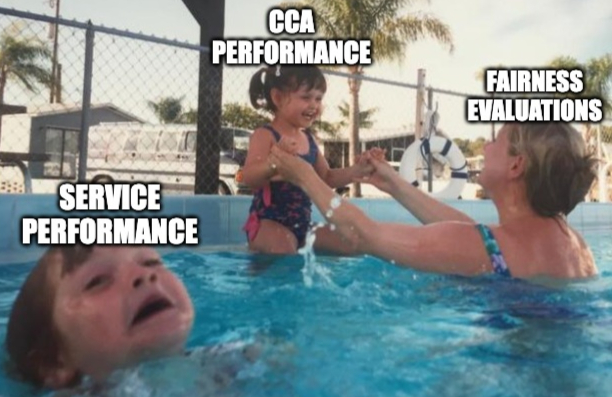 CCA
PERFORMANCE
FAIRNESS
EVALUATIONS
SERVICE
PERFORMANCE